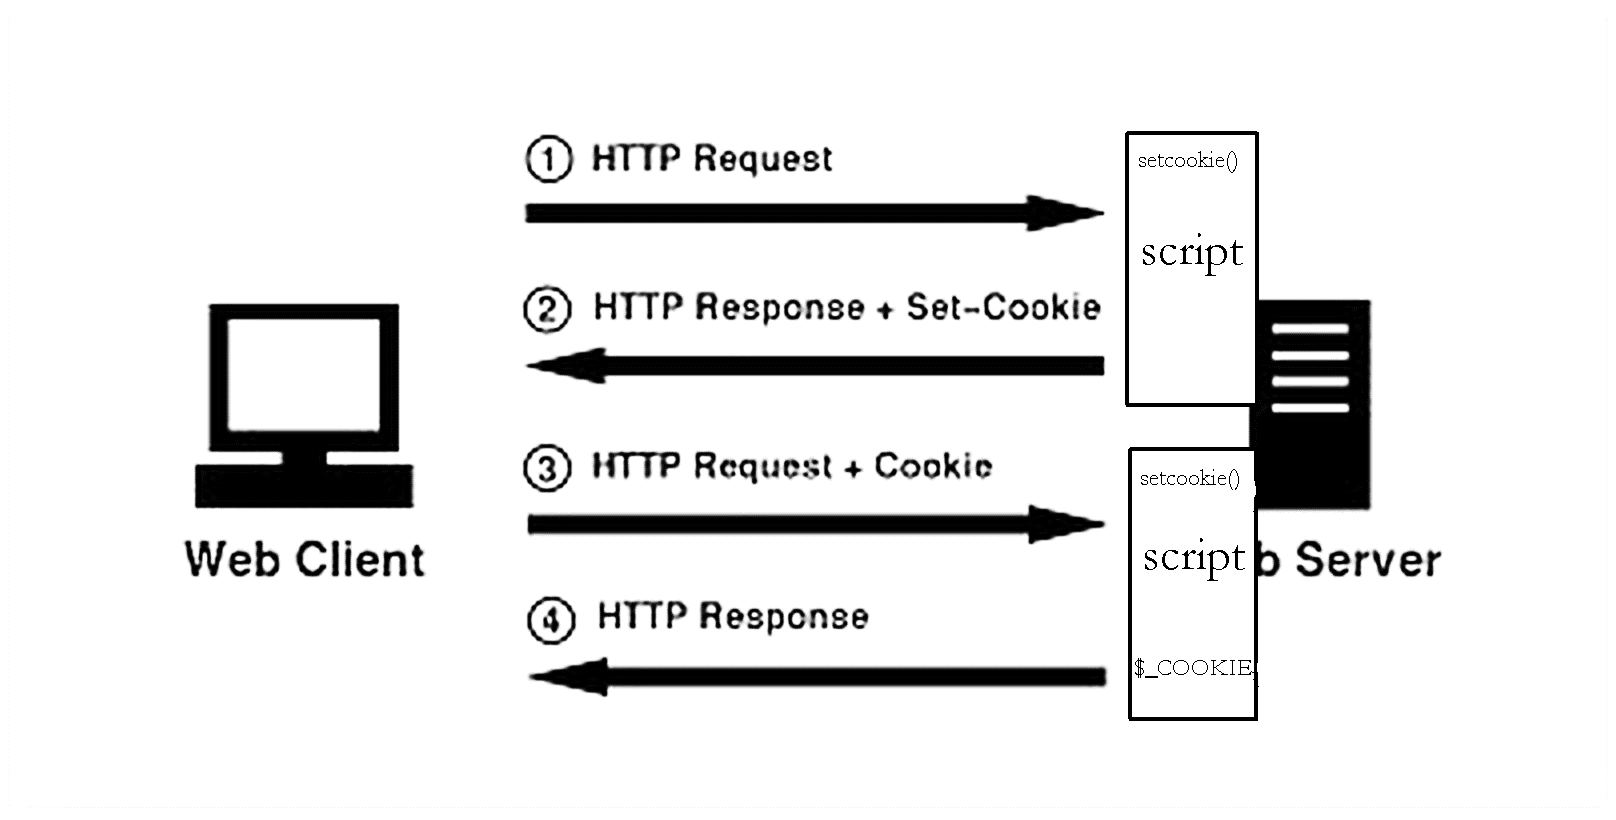 1 HTTP Request
setcookie()
script
2 HTTP Response + Set-Cookie
3 HTTP Request + Cookie
setcookie()
script
Web Client
b Server
4 HTTP Response
$_COOKIE